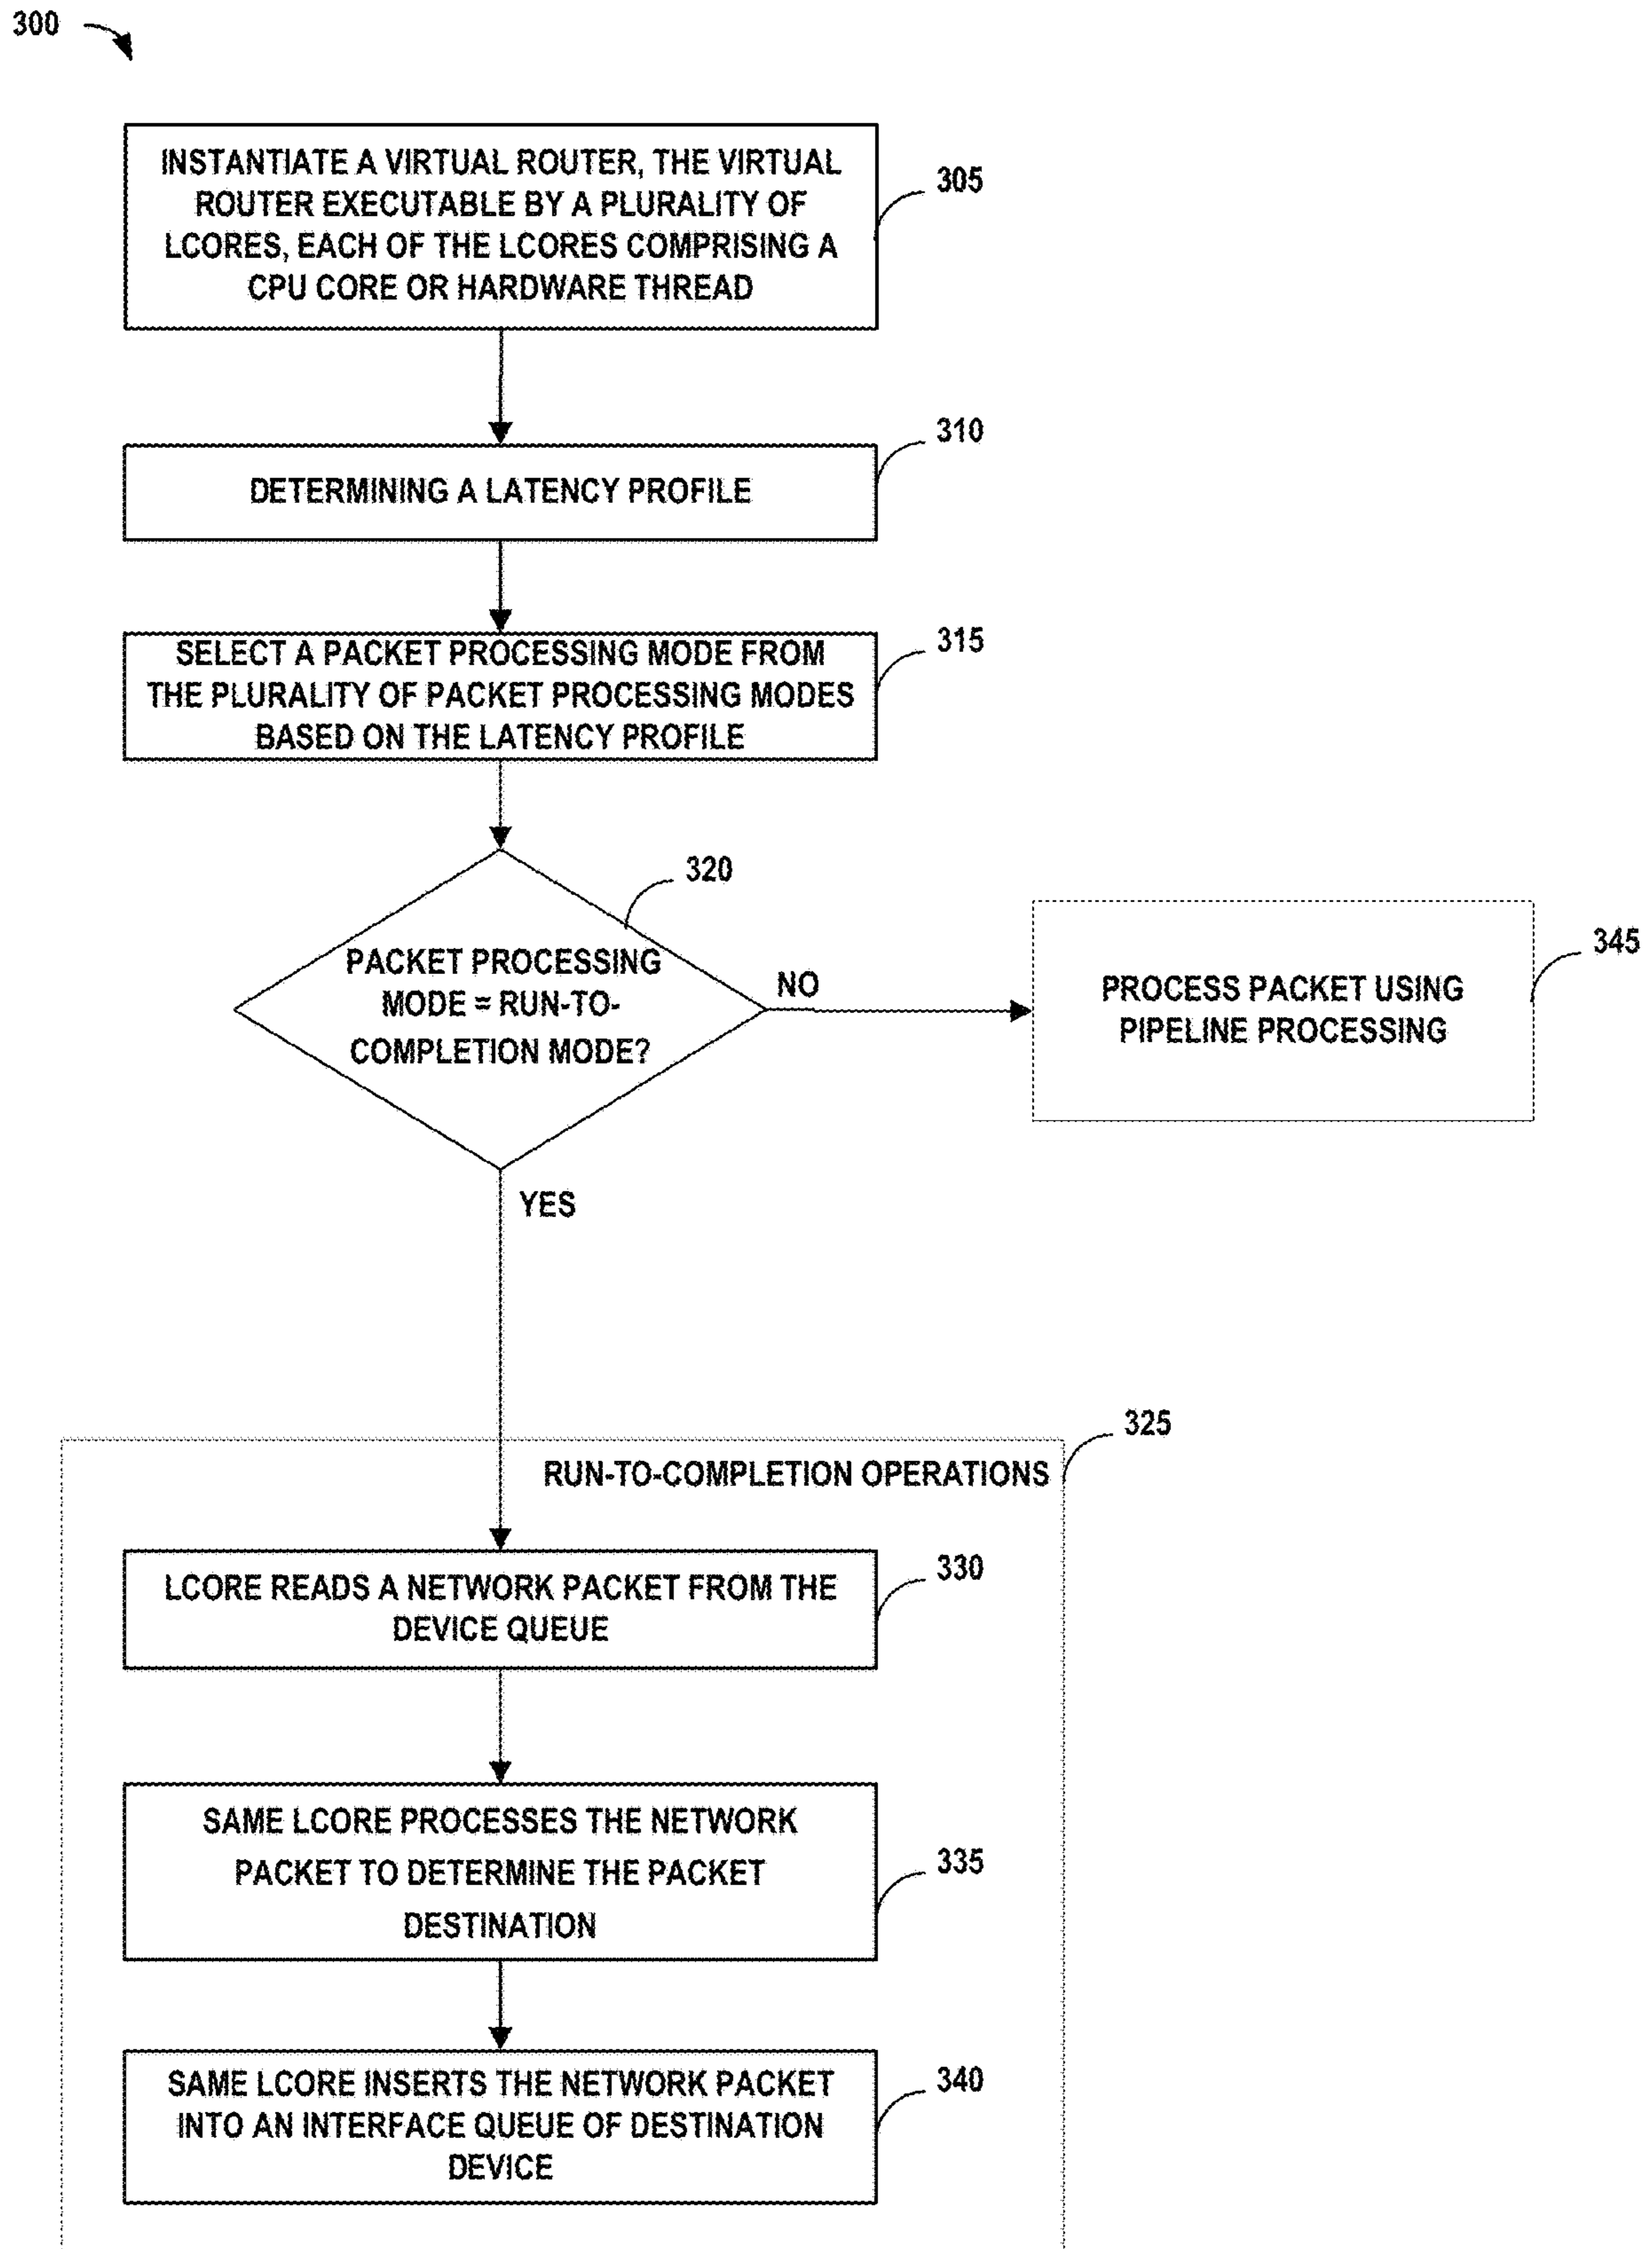 300
INSTANTIATE A VIRTUAL ROUTER, THE VIRTUAL
ROUTER EXECUTABLE BY A PLURALITY OF
LCORES, EACH OF THE LCORES COMPRISING A
CPU CORE OR HARDWARE THREAD
305
310
DETERMINING A LATENCY PROFILE
315
SELECT A PACKET PROCESSING MODE FROM
THE PLURALITY OF PACKET PROCESSING MODES
BASED ON THE LATENCY PROFILE
320
PACKET PROCESSING
MODE = RUN-TO-
COMPLETION MODE?
NO
345
PROCESS PACKET USING
PIPELINE PROCESSING
YES
325
RUN-TO-COMPLETION OPERATIONS
330
LCORE READS A NETWORK PACKET FROM THE
DEVICE QUEUE
SAME LCORE PROCESSES THE NETWORK
PACKET TO DETERMINE THE PACKET
DESTINATION
335
340
SAME LCORE INSERTS THE NETWORK PACKET
INTO AN INTERFACE QUEUE OF DESTINATION
DEVICE